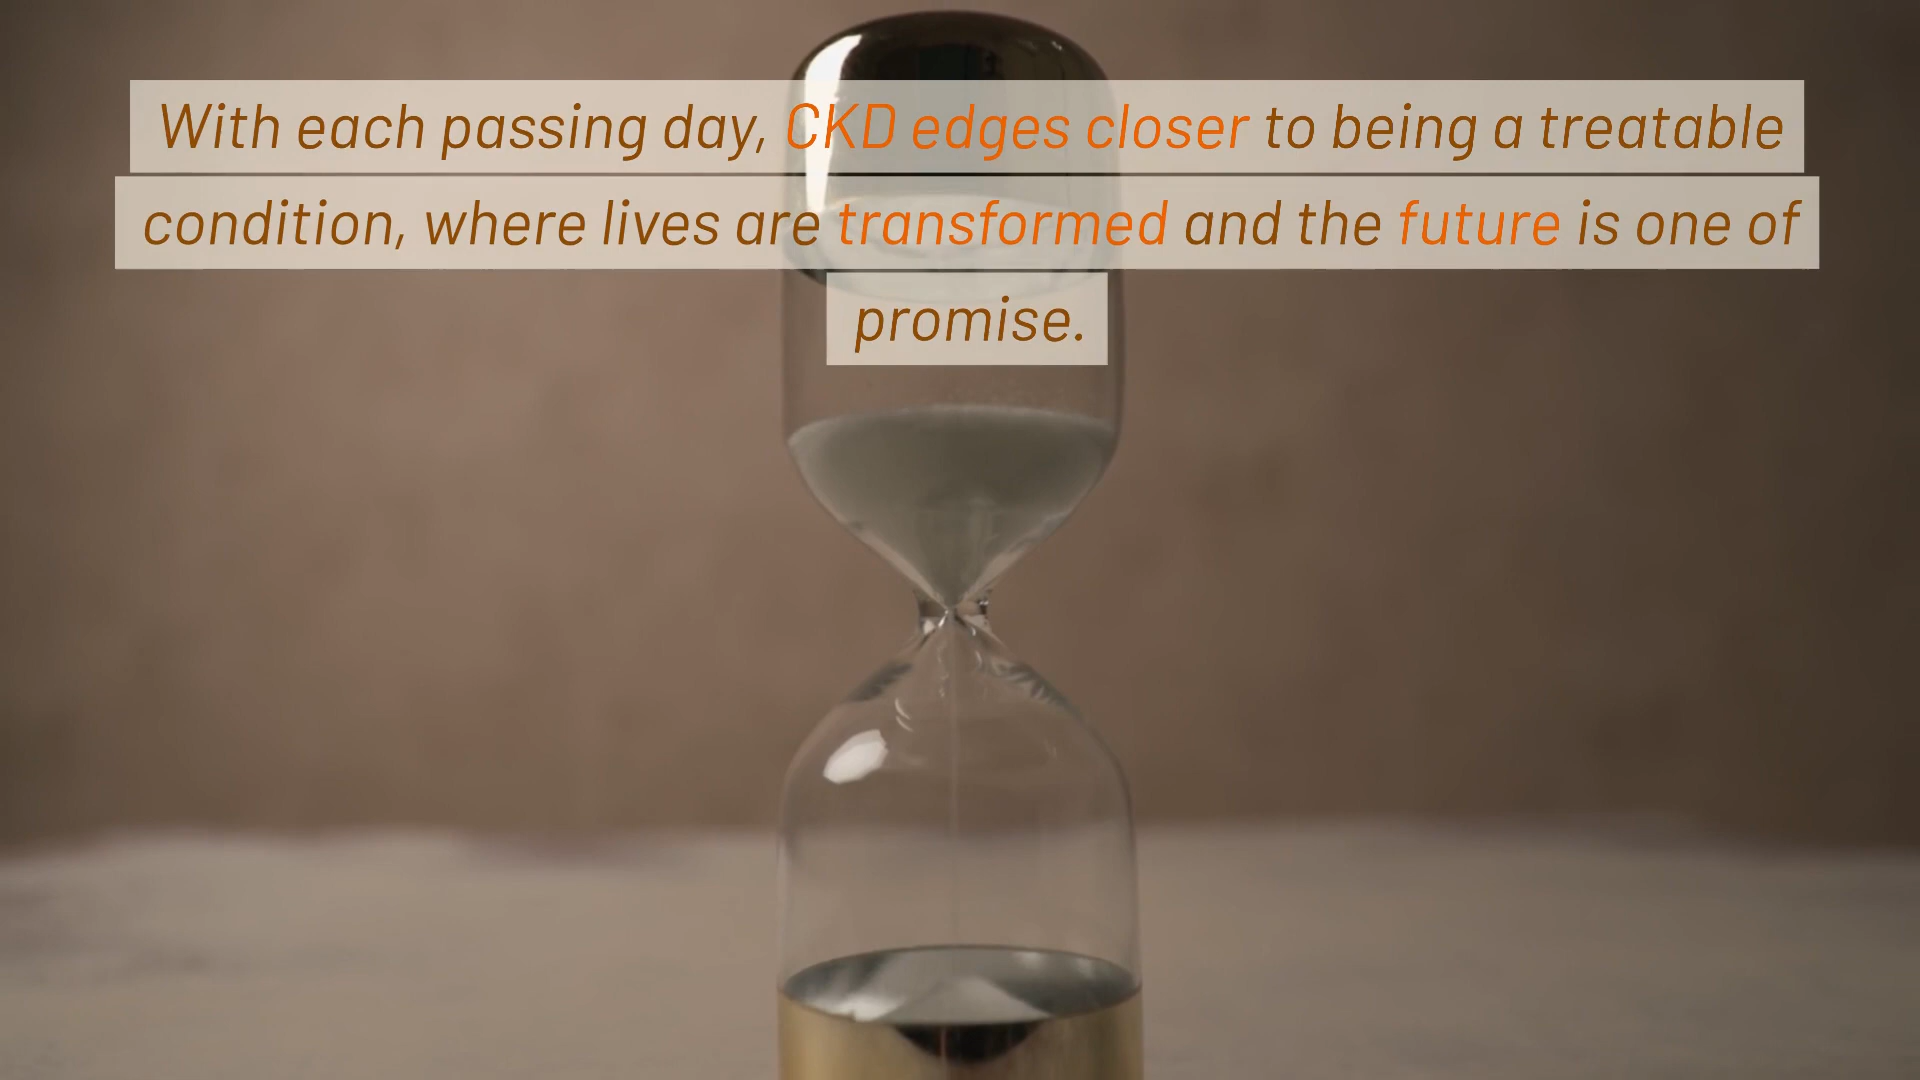 With each passing day, CKD edges closer to being a treatable
condition, where lives are transformed and the future is one of
promise.